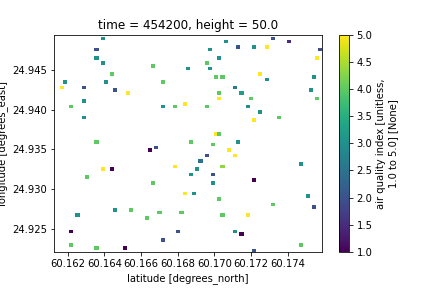 time = 454200, height = 50.0
24.945
24.940
24.935
24.930
24.925
longitude [degrees_east]
60.162 60.164 60.166 60.168 60.170 60.172 60.174
latitude [degrees_north]
5.0
4.5
4.0
3.5
3.0
2.5
2.0
1.5
1.0
air quality index [unitless,
1.0 to 5.0] [None]